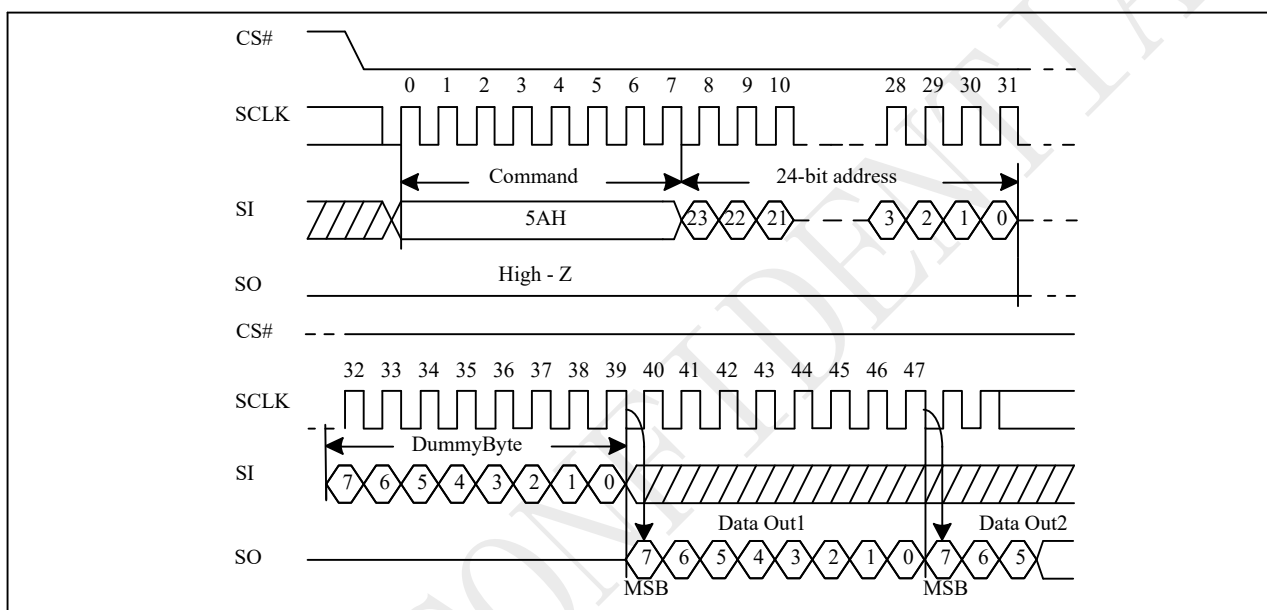 CS#
0 1 2 3 4 5 6 7 8 9 10 28 29 30 31
SCLK
Command 24-bit address
SI 5AH 23 22 21 3 2 1 0
High - Z
SO
CS#
32 33 34 35 36 37 38 39 40 41 42 43 44 45 46 47
SCLK
DummyByte
SI 7 6 5 4 3 2 1 0
Data Out1 Data Out2
SO 7 6 5 4 3 2 1 0 7 6 5
MSB MSB